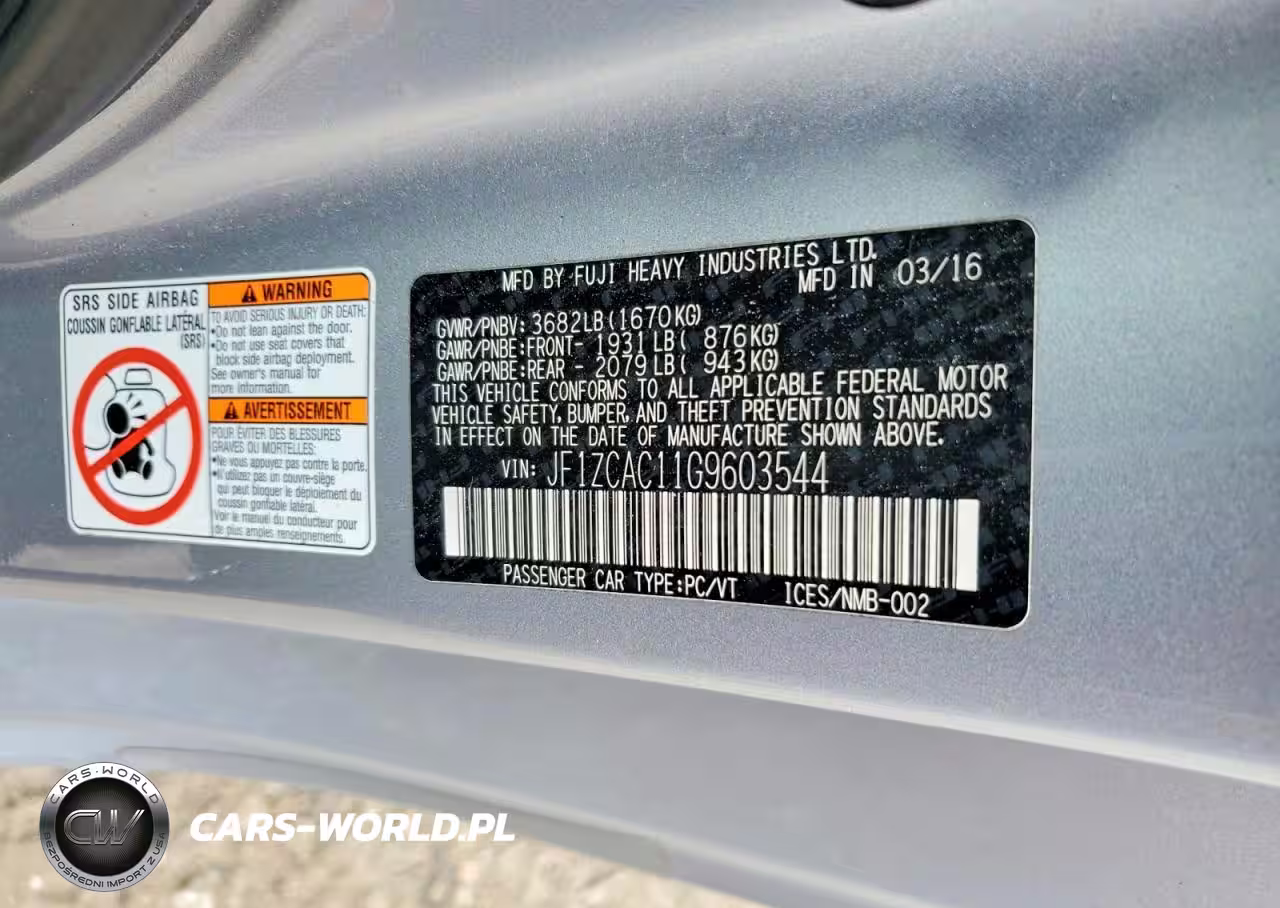 SRS SIDE AIRBAG
COUSSIN GONFLABLE LATÉRAL
(SRS)
WARNING
TO AVOID SERIOUS INJURY OR DEATH:
•Do not lean against the door.
•Do not use seat covers that
block side airbag deployment.
See owner's manual for
more information.
AVERTISSEMENT
POUR ÉVITER DES BLESSURES
GRAVES OU MORTELLES:
•Ne vous appuyez pas contre la porte.
•N'utilisez pas un couvre-siège
qui peut bloquer le déploiement du
coussin gonflable latéral.
Voir le manuel du conducteur pour
de plus amples renseignements.
MFD BY FUJI HEAVY INDUSTRIES LTD.
MFD IN 03/16
GVWR/PNBV: 3682LB(1670KG)
GAWR/PNBE:FRONT- 1931LB( 876KG)
GAWR/PNBE:REAR - 2079LB( 943KG)
THIS VEHICLE CONFORMS TO ALL APPLICABLE FEDERAL MOTOR
VEHICLE SAFETY, BUMPER, AND THEFT PREVENTION STANDARDS
IN EFFECT ON THE DATE OF MANUFACTURE SHOWN ABOVE.
VIN: JF1ZCAC11G9603544
PASSENGER CAR TYPE:PC/VT ICES/NMB-002
CARS-WORLD
CW
BEZPOŚREDNI IMPORT Z USA
CARS-WORLD.PL